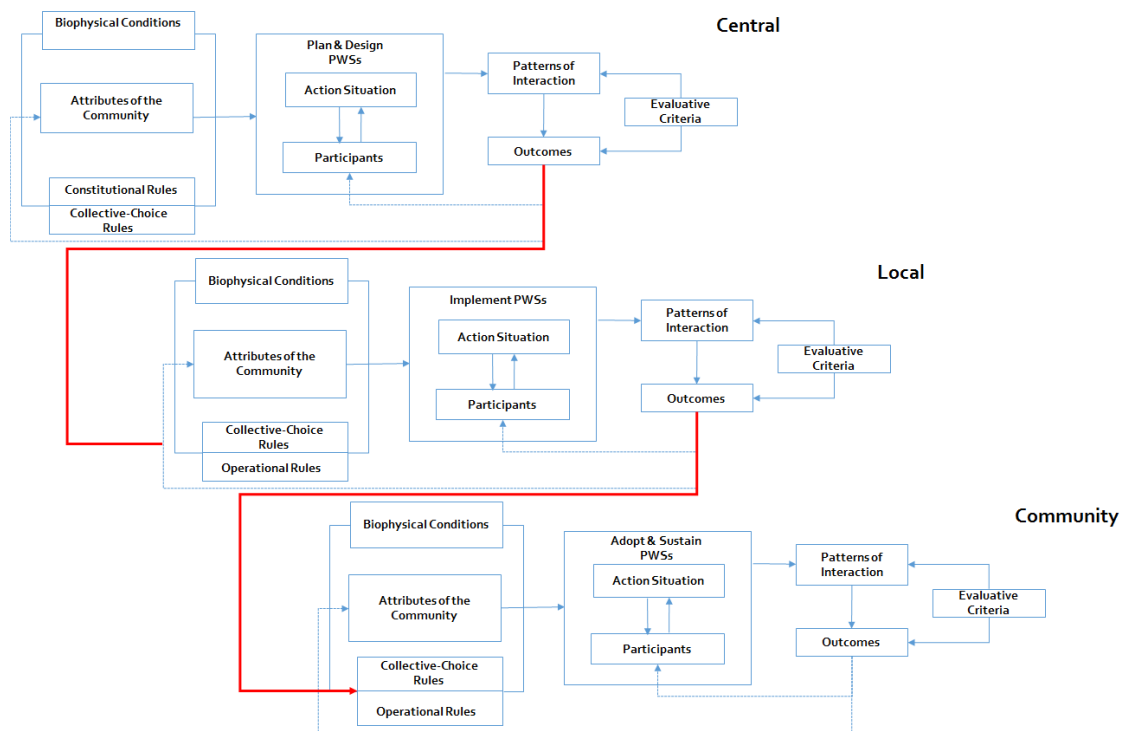 Central
Biophysical Conditions
Attributes of the
Community
Constitutional Rules
Collective-Choice
Rules
Plan & Design
PWSs
Action Situation
Participants
Patterns of
Interaction
Outcomes
Evaluative
Criteria
Local
Biophysical Conditions
Attributes of the
Community
Collective-Choice
Rules
Operational Rules
Implement PWSs
Action Situation
Participants
Patterns of
Interaction
Outcomes
Evaluative
Criteria
Community
Biophysical Conditions
Attributes of the
Community
Collective-Choice
Rules
Operational Rules
Adopt & Sustain
PWSs
Action Situation
Participants
Patterns of
Interaction
Outcomes
Evaluative
Criteria